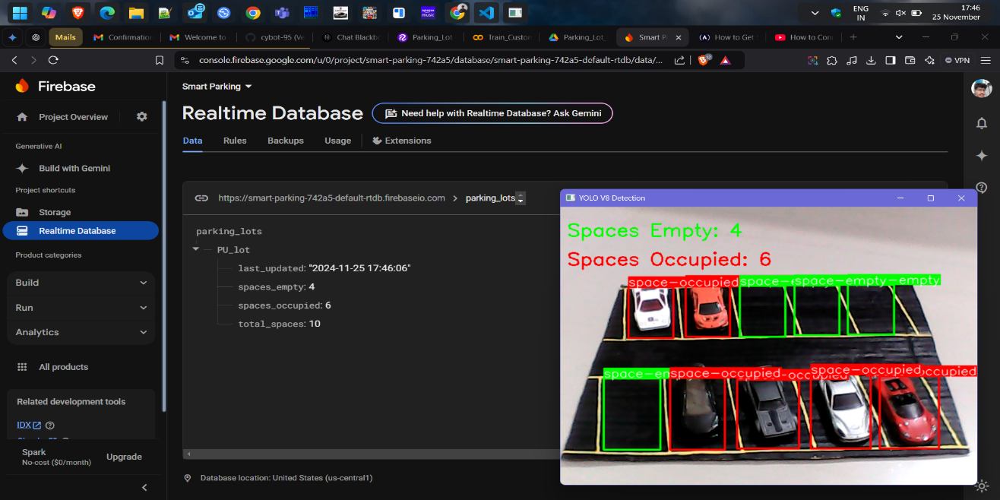 17:46
ENG
IN
25 November
Mails
Confirmation
Welcome to
cybot-95 (Ve
Chat Blackb
Parking_Lot
Train_Custon
Parking_Lot_
Smart P
How to Get
How to Con
console.firebase.google.com/u/0/project/smart-parking-742a5/database/smart-parking-742a5-default-rtdb/data/...
VPN
Firebase
Smart Parking
Project Overview
Realtime Database
Need help with Realtime Database? Ask Gemini
Generative AI
Build with Gemini
Data Rules Backups Usage Extensions
Project shortcuts
Storage
Realtime Database
Product categories
Build
Run
Analytics
All products
Related development tools
IDX
Spark
No-cost ($0/month)
Upgrade
https://smart-parking-742a5-default-rtdb.firebaseio.com > parking_lots
parking_lots
PU_lot
last_updated: "2024-11-25 17:46:06"
spaces_empty: 4
spaces_occupied: 6
total_spaces: 10
Database location: United States (us-central1)
YOLO V8 Detection
Spaces Empty: 4
Spaces Occupied: 6
space-occupied space-e space-empty-empty
space-en space-occupied-occupied space-occupied occupied